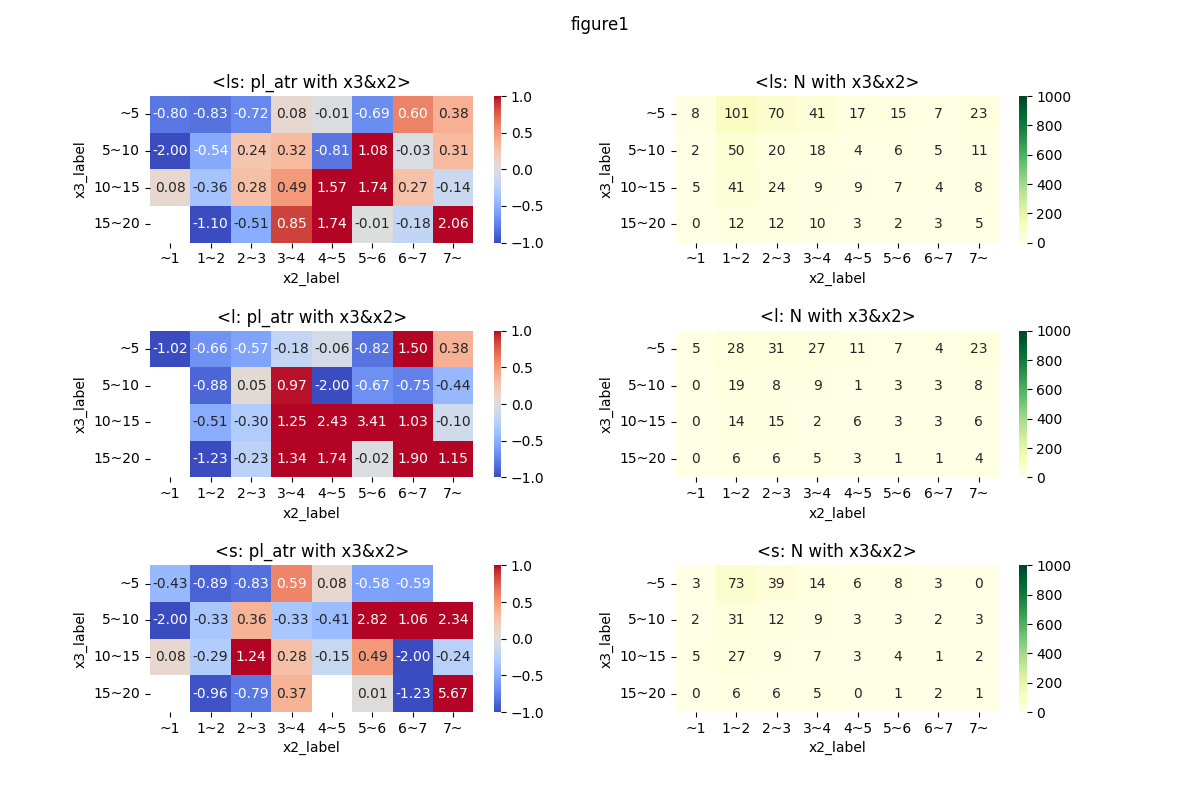 figure1
<ls: pl_atr with x3&x2>
x3_label
~5 -0.80 -0.83 -0.72 0.08 -0.01 -0.69 0.60 0.38
5~10 -2.00 -0.54 0.24 0.32 -0.81 1.08 -0.03 0.31
10~15 0.08 -0.36 0.28 0.49 1.57 1.74 0.27 -0.14
15~20 -1.10 -0.51 0.85 1.74 -0.01 -0.18 2.06
~1 1~2 2~3 3~4 4~5 5~6 6~7 7~
x2_label
1.0
0.5
0.0
−0.5
−1.0
<ls: N with x3&x2>
x3_label
~5 8 101 70 41 17 15 7 23
5~10 2 50 20 18 4 6 5 11
10~15 5 41 24 9 9 7 4 8
15~20 0 12 12 10 3 2 3 5
~1 1~2 2~3 3~4 4~5 5~6 6~7 7~
x2_label
1000
800
600
400
200
0
<l: pl_atr with x3&x2>
x3_label
~5 -1.02 -0.66 -0.57 -0.18 -0.06 -0.82 1.50 0.38
5~10 -0.88 0.05 0.97 -2.00 -0.67 -0.75 -0.44
10~15 -0.51 -0.30 1.25 2.43 3.41 1.03 -0.10
15~20 -1.23 -0.23 1.34 1.74 -0.02 1.90 1.15
~1 1~2 2~3 3~4 4~5 5~6 6~7 7~
x2_label
1.0
0.5
0.0
−0.5
−1.0
<l: N with x3&x2>
x3_label
~5 5 28 31 27 11 7 4 23
5~10 0 19 8 9 1 3 3 8
10~15 0 14 15 2 6 3 3 6
15~20 0 6 6 5 3 1 1 4
~1 1~2 2~3 3~4 4~5 5~6 6~7 7~
x2_label
1000
800
600
400
200
0
<s: pl_atr with x3&x2>
x3_label
~5 -0.43 -0.89 -0.83 0.59 0.08 -0.58 -0.59
5~10 -2.00 -0.33 0.36 -0.33 -0.41 2.82 1.06 2.34
10~15 0.08 -0.29 1.24 0.28 -0.15 0.49 -2.00 -0.24
15~20 -0.96 -0.79 0.37 0.01 -1.23 5.67
~1 1~2 2~3 3~4 4~5 5~6 6~7 7~
x2_label
1.0
0.5
0.0
−0.5
−1.0
<s: N with x3&x2>
x3_label
~5 3 73 39 14 6 8 3 0
5~10 2 31 12 9 3 3 2 3
10~15 5 27 9 7 3 4 1 2
15~20 0 6 6 5 0 1 2 1
~1 1~2 2~3 3~4 4~5 5~6 6~7 7~
x2_label
1000
800
600
400
200
0